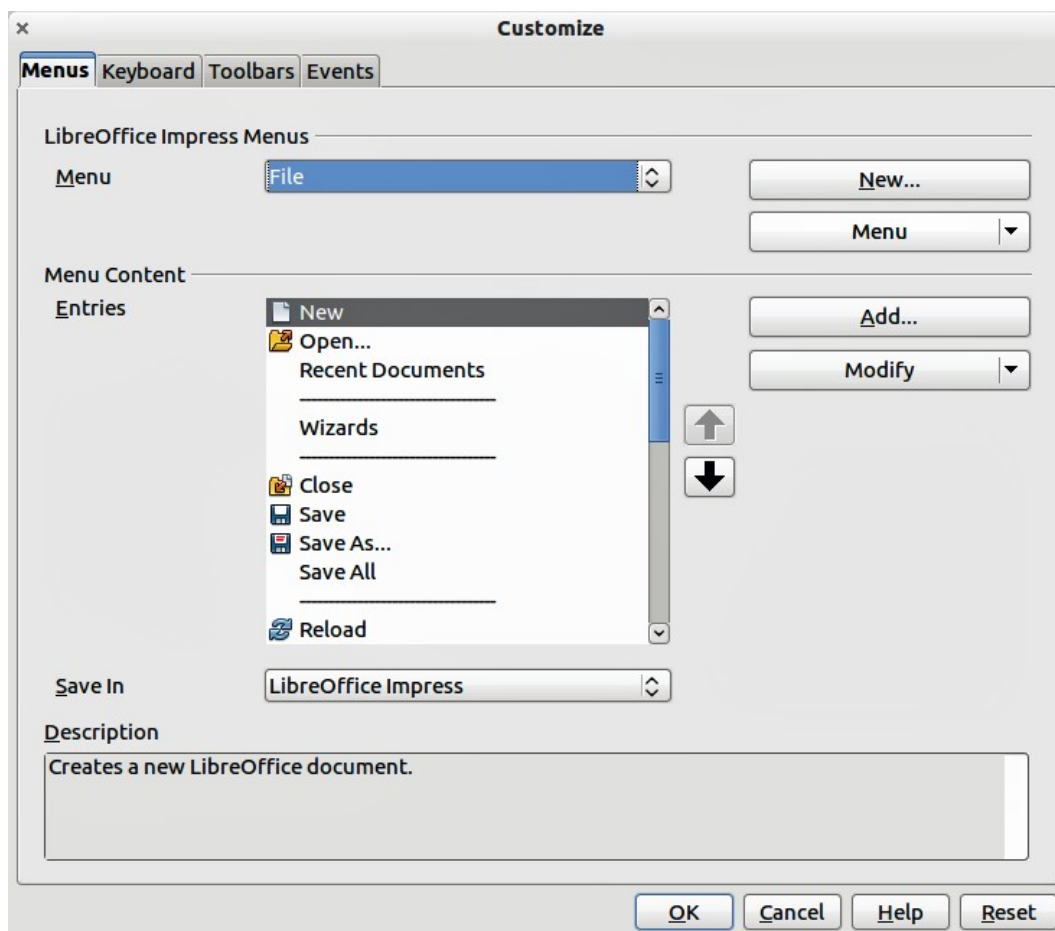 Customize
Menus Keyboard Toolbars Events
LibreOffice Impress Menus
Menu File New...
Menu
Menu Content
Entries New Add...
Open...
Recent Documents Modify
Wizards
Close
Save
Save As...
Save All
Reload
Save In LibreOffice Impress
Description
Creates a new LibreOffice document.
OK Cancel Help Reset